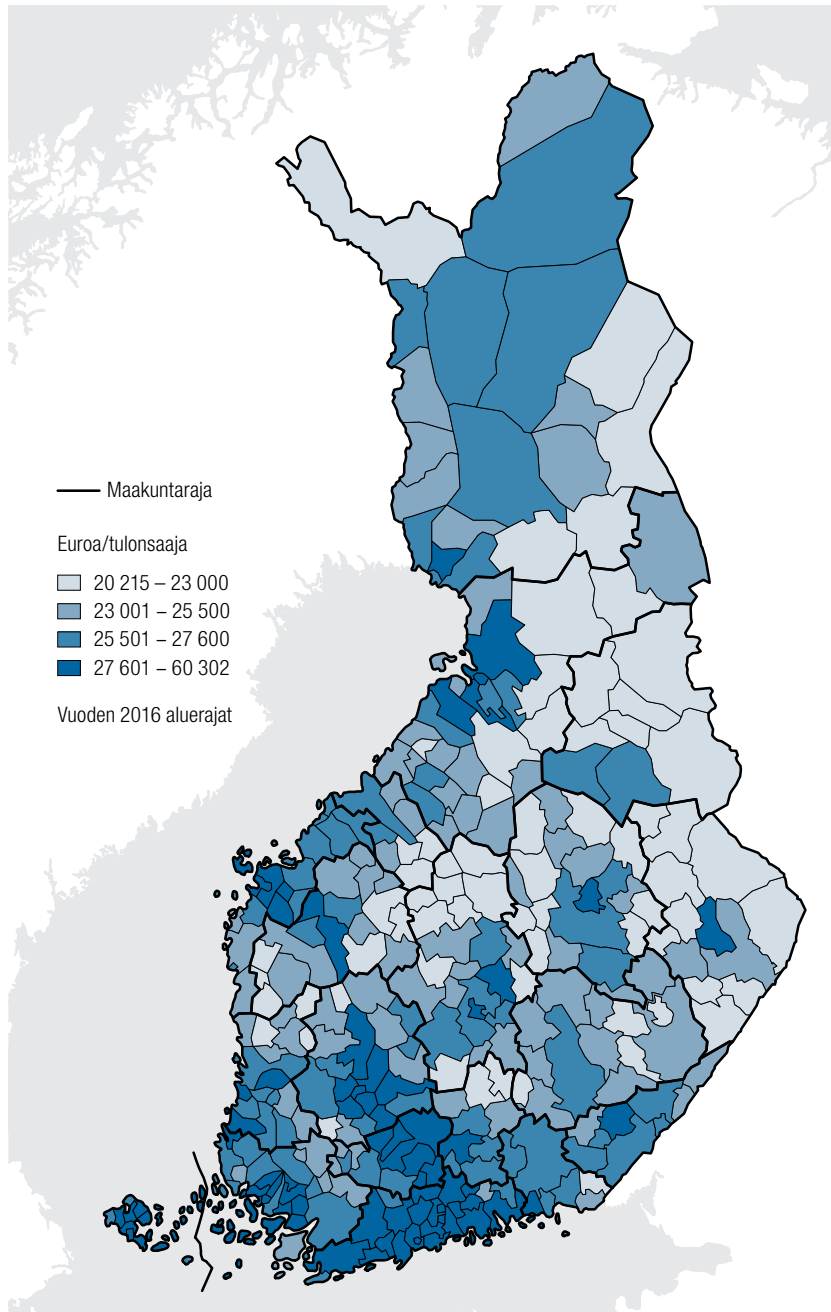 Maakuntaraja
Euroa/tulonsaaja
20 215 – 23 000
23 001 – 25 500
25 501 – 27 600
27 601 – 60 302
Vuoden 2016 aluerajat